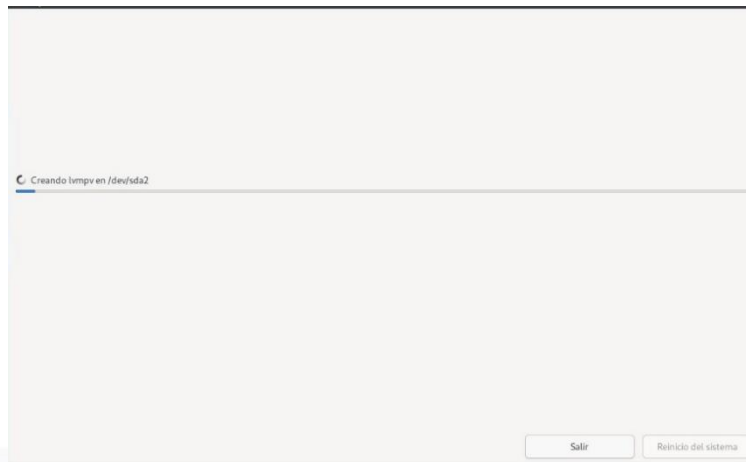 Creando lvmpv en /dev/sda2
Salir
Reinicio del sistema